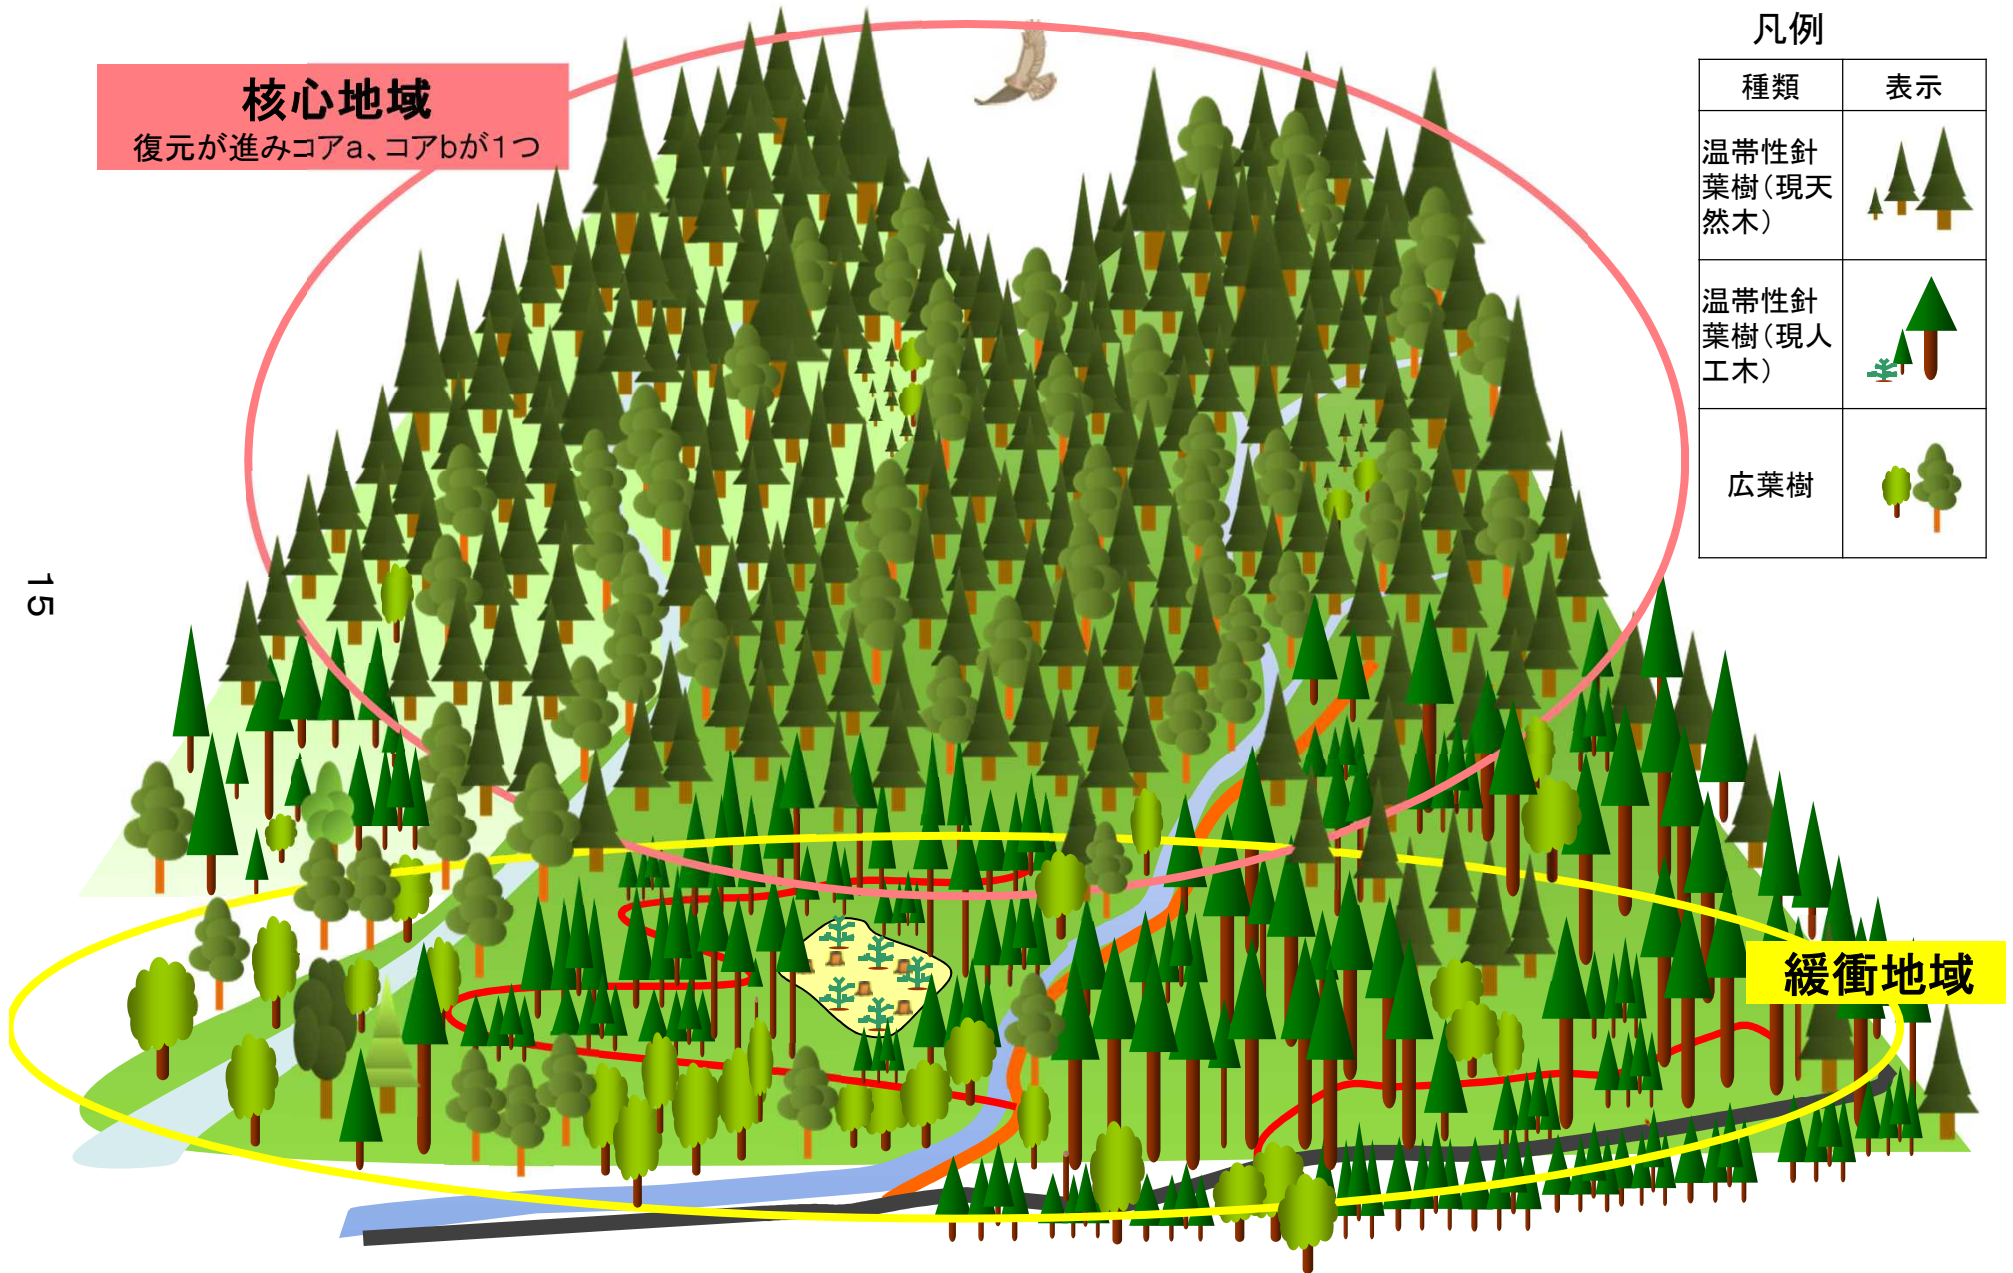 核心地域
復元が進みコアa、コアbが1つ
凡例
種類
表示
温帯性針
葉樹(現天
然木)
温帯性針
葉樹(現人
工木)
広葉樹
緩衝地域
15